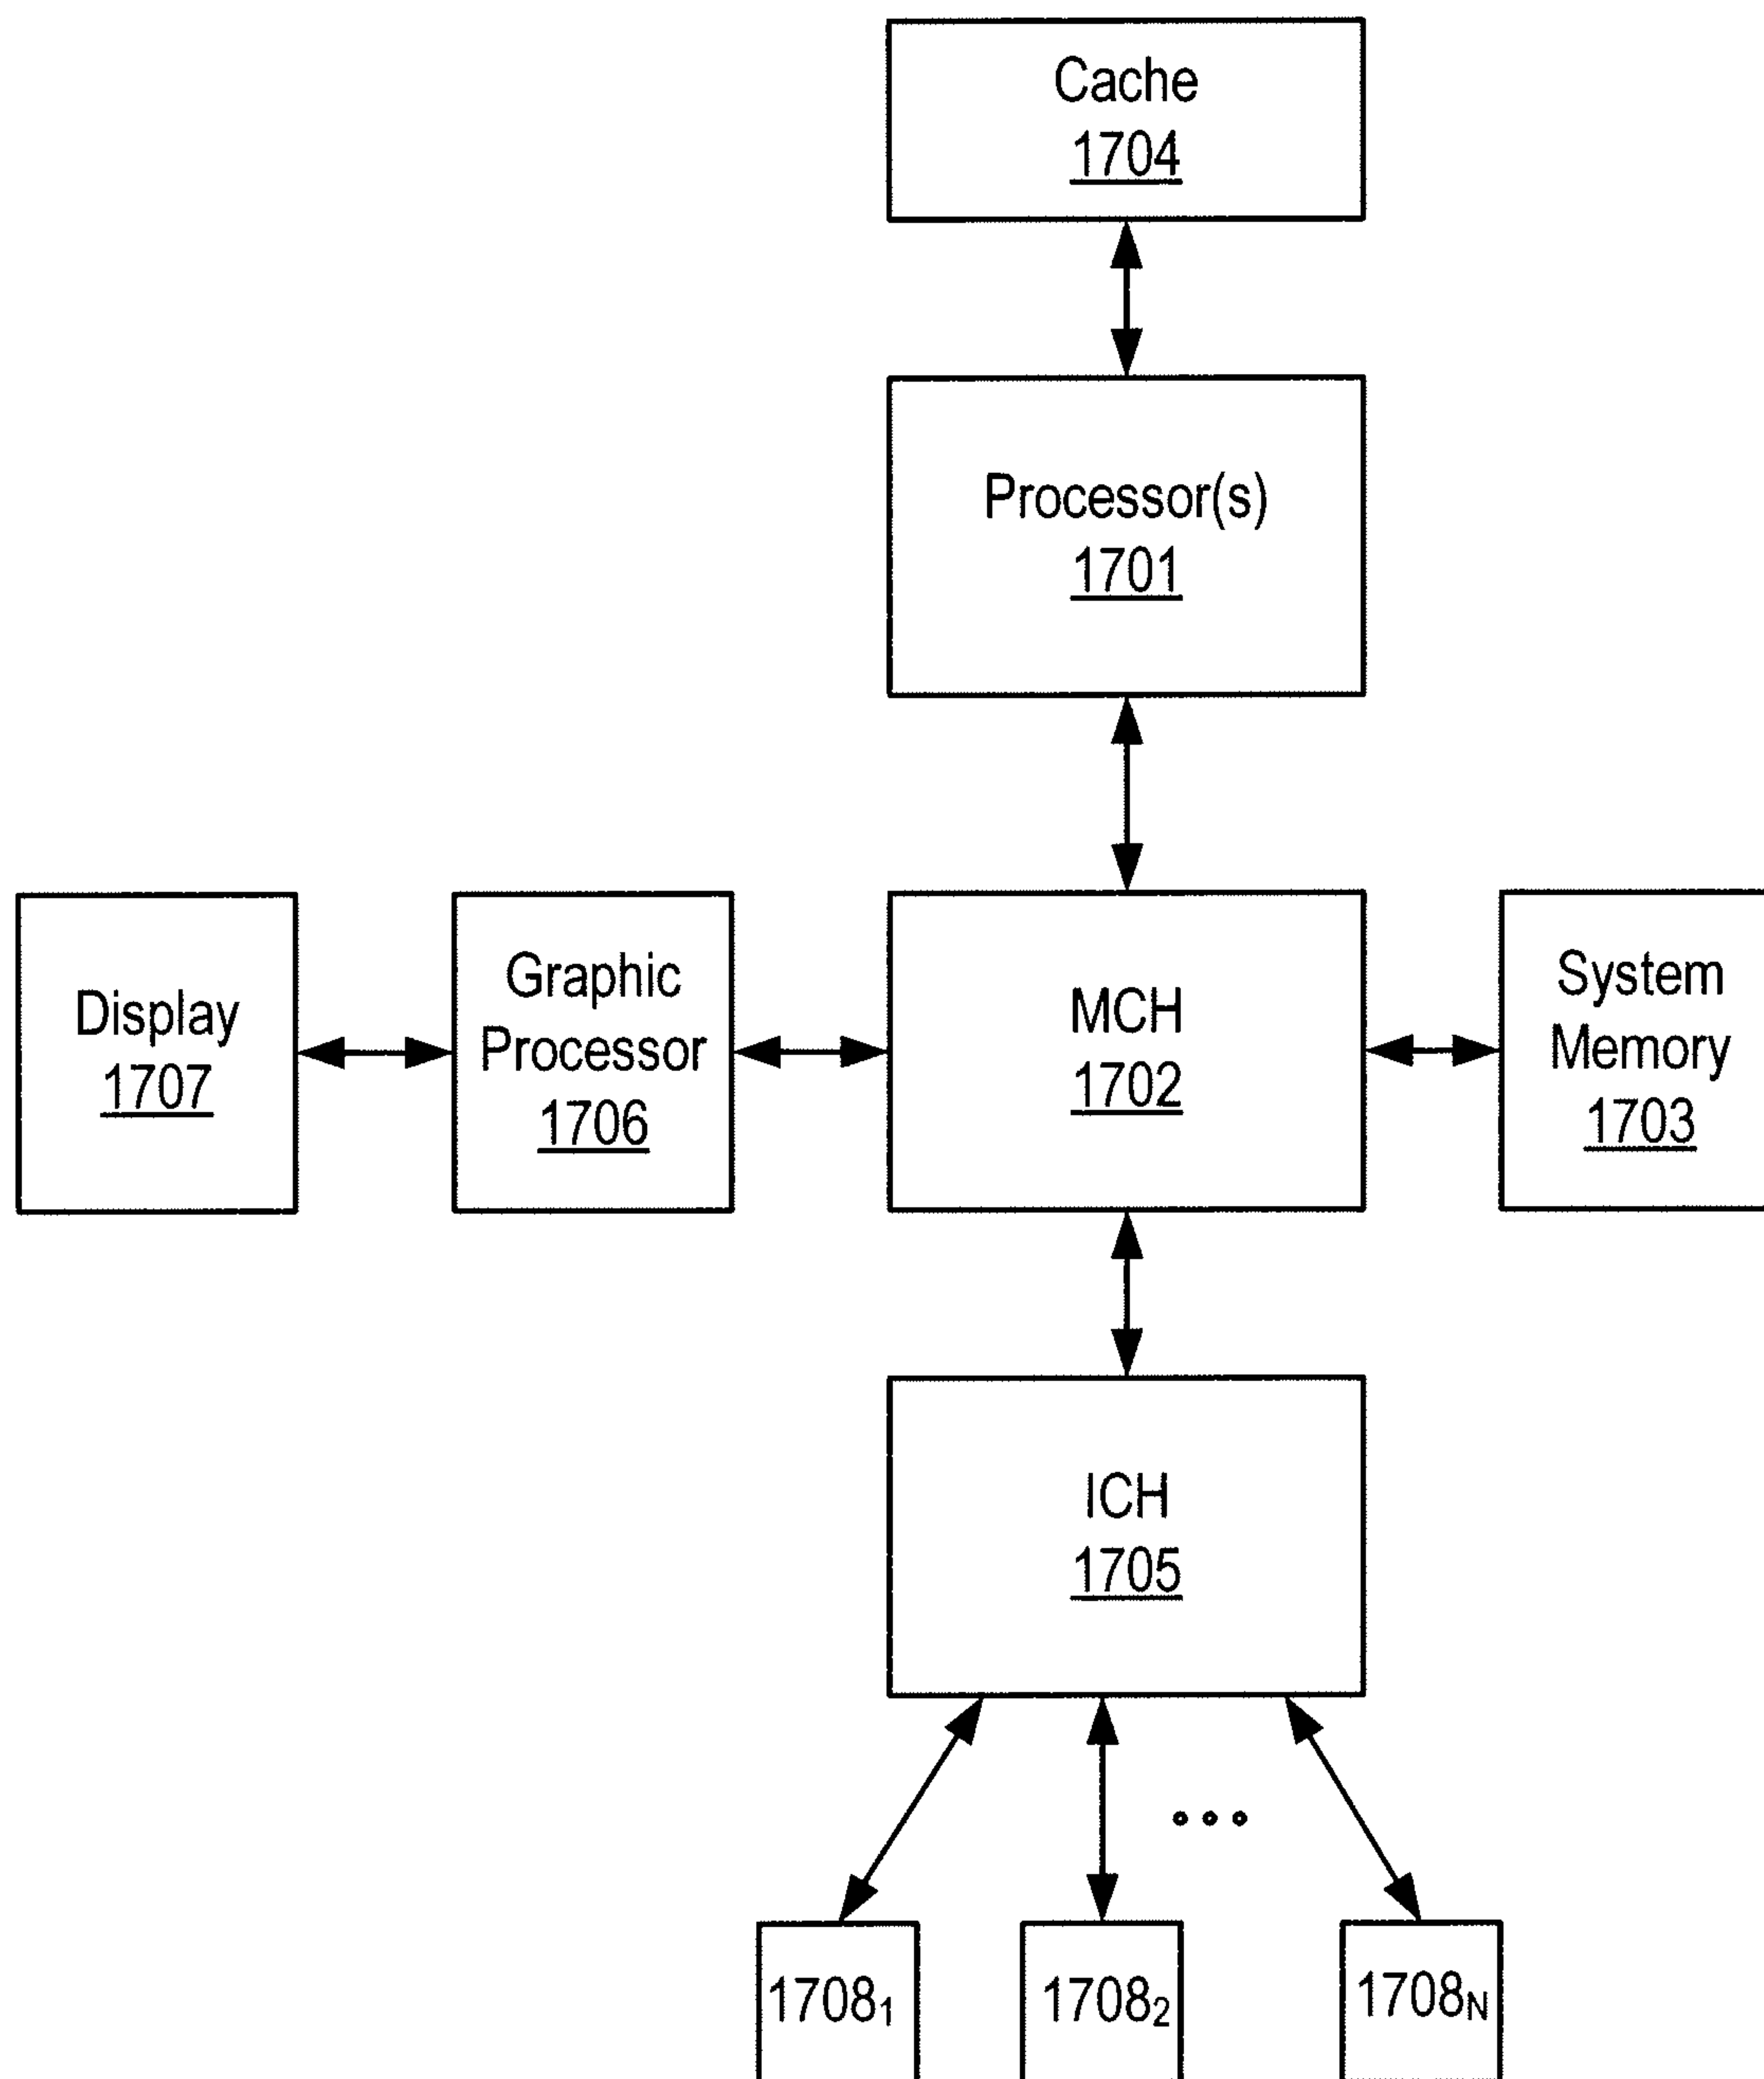 Cache
1704
Processor(s)
1701
Display
1707
Graphic
Processor
1706
MCH
1702
System
Memory
1703
ICH
1705
1708₁
1708₂
1708N